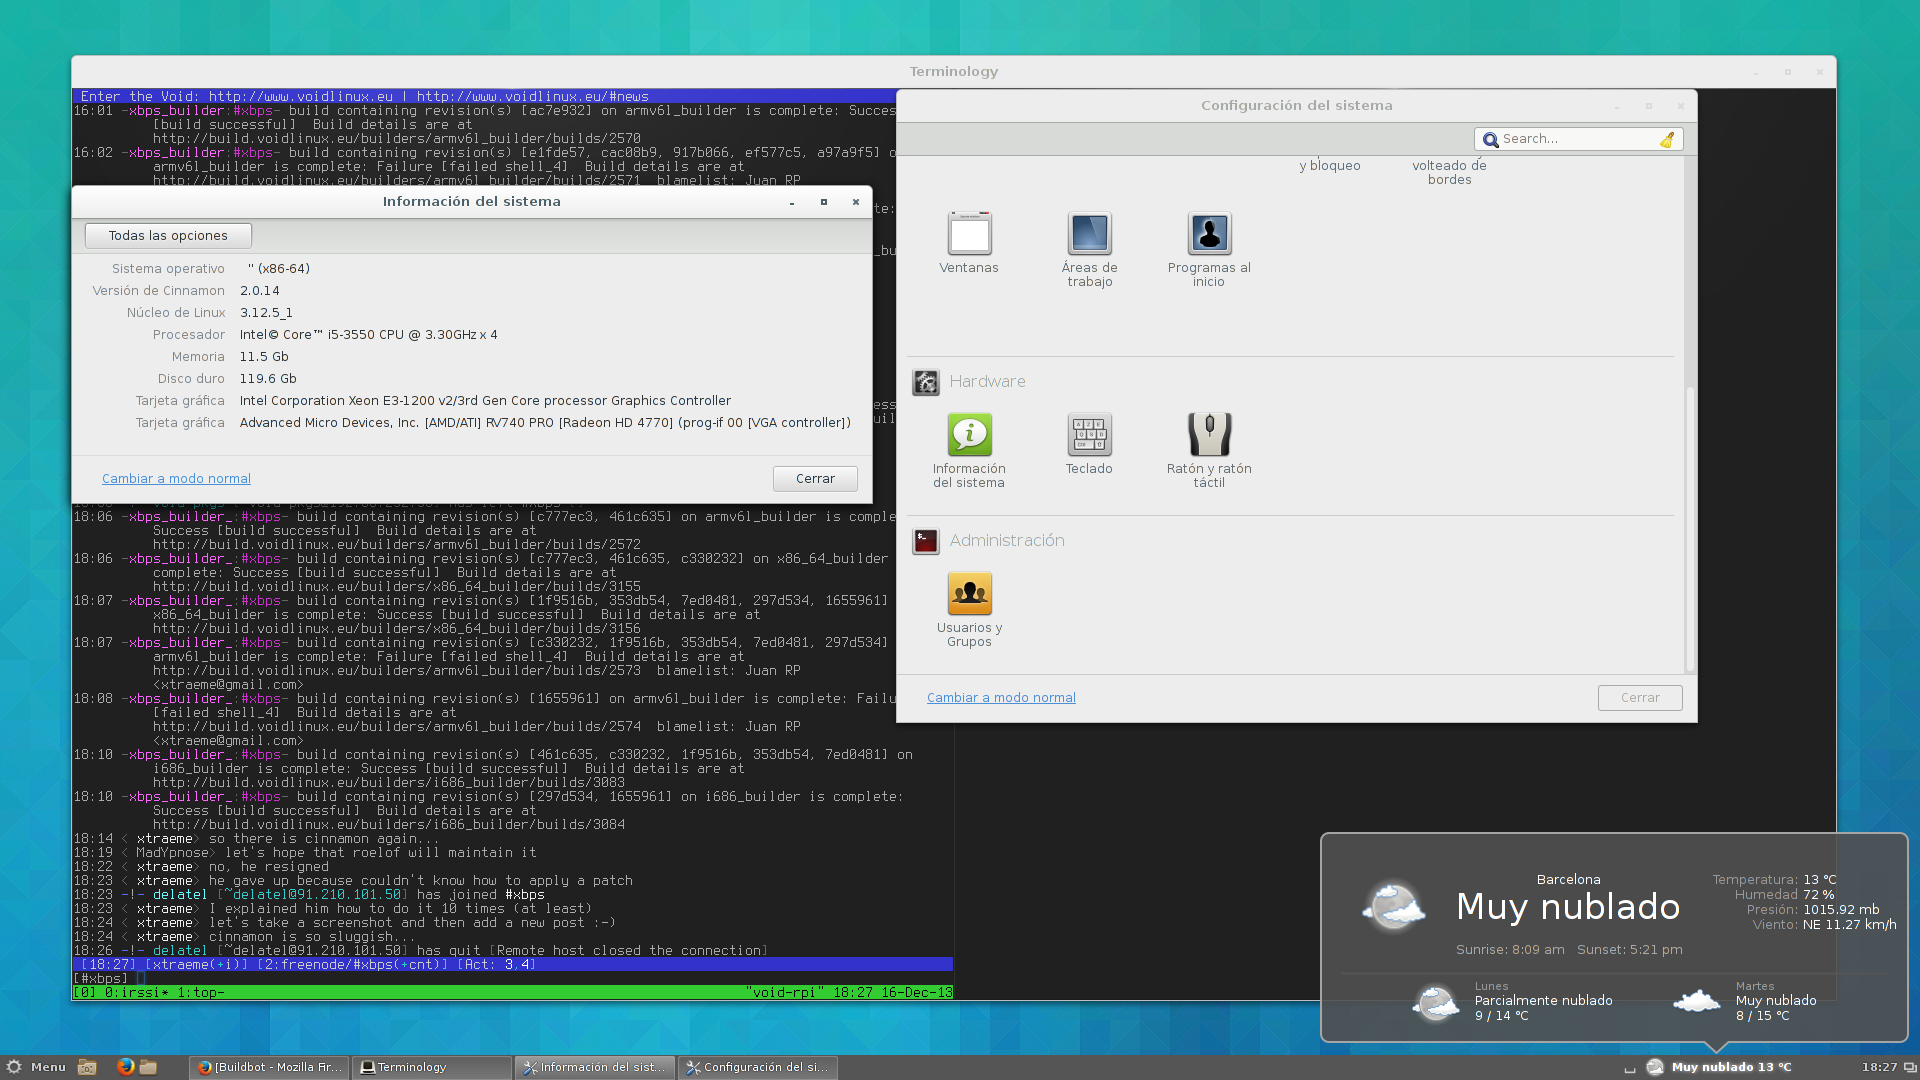 Terminology
Enter the Void: http://www.voidlinux.eu | http://www.voidlinux.eu/#news
16:01 -xbps_builder:#xbps- build containing revision(s) [ac7e932] on armv6l_builder is complete: Succes
[build successful]  Build details are at
http://build.voidlinux.eu/builders/armv6l_builder/builds/2570
16:02 -xbps_builder:#xbps- build containing revision(s) [e1fde57, cac08b9, 917b066, ef577c5, a97a9f5] o
armv6l_builder is complete: Failure [failed shell_4]  Build details are at
http://build.voidlinux.eu/builders/armv6l_builder/builds/2571  blamelist: Juan RP
Información del sistema
Todas las opciones
Sistema operativo '' (x86-64)
Versión de Cinnamon 2.0.14
Núcleo de Linux 3.12.5_1
Procesador Intel© Core™ i5-3550 CPU @ 3.30GHz x 4
Memoria 11.5 Gb
Disco duro 119.6 Gb
Tarjeta gráfica Intel Corporation Xeon E3-1200 v2/3rd Gen Core processor Graphics Controller
Tarjeta gráfica Advanced Micro Devices, Inc. [AMD/ATI] RV740 PRO [Radeon HD 4770] (prog-if 00 [VGA controller])
Cambiar a modo normal
Cerrar
18:06 -xbps_builder_:#xbps- build containing revision(s) [c777ec3, 461c635] on armv6l_builder is comple
Success [build successful]  Build details are at
http://build.voidlinux.eu/builders/armv6l_builder/builds/2572
18:06 -xbps_builder_:#xbps- build containing revision(s) [c777ec3, 461c635, c330232] on x86_64_builder
complete: Success [build successful]  Build details are at
http://build.voidlinux.eu/builders/x86_64_builder/builds/3155
18:07 -xbps_builder_:#xbps- build containing revision(s) [1f9516b, 353db54, 7ed0481, 297d534, 1655961]
x86_64_builder is complete: Success [build successful]  Build details are at
http://build.voidlinux.eu/builders/x86_64_builder/builds/3156
18:07 -xbps_builder_:#xbps- build containing revision(s) [c330232, 1f9516b, 353db54, 7ed0481, 297d534]
armv6l_builder is complete: Failure [failed shell_4]  Build details are at
http://build.voidlinux.eu/builders/armv6l_builder/builds/2573  blamelist: Juan RP
<xtraeme@gmail.com>
18:08 -xbps_builder_:#xbps- build containing revision(s) [1655961] on armv6l_builder is complete: Failu
[failed shell_4]  Build details are at
http://build.voidlinux.eu/builders/armv6l_builder/builds/2574  blamelist: Juan RP
<xtraeme@gmail.com>
18:10 -xbps_builder_:#xbps- build containing revision(s) [461c635, c330232, 1f9516b, 353db54, 7ed0481] on
i686_builder is complete: Success [build successful]  Build details are at
http://build.voidlinux.eu/builders/i686_builder/builds/3083
18:10 -xbps_builder_:#xbps- build containing revision(s) [297d534, 1655961] on i686_builder is complete:
Success [build successful]  Build details are at
http://build.voidlinux.eu/builders/i686_builder/builds/3084
18:14 < xtraeme> so there is cinnamon again...
18:19 < MadYpnose> let's hope that roelof will maintain it
18:22 < xtraeme> no, he resigned
18:23 < xtraeme> he gave up because couldn't know how to apply a patch
18:23 -!- delatel [~delatel@91.210.101.50] has joined #xbps
18:23 < xtraeme> I explained him how to do it 10 times (at least)
18:24 < xtraeme> let's take a screenshot and then add a new post :-)
18:24 < xtraeme> cinnamon is so sluggish...
18:26 -!- delatel [~delatel@91.210.101.50] has quit [Remote host closed the connection]
[18:27] [xtraeme(+i)] [2:freenode/#xbps(+cnt)] [Act: 3,4]
[#xbps]
[0] 0:irssi* 1:top- "void-rpi" 18:27 16-Dec-13
Configuración del sistema
Search...
y bloqueo
volteado de
bordes
Ventanas
Áreas de
trabajo
Programas al
inicio
Hardware
Información
del sistema
Teclado
Ratón y ratón
táctil
Administración
Usuarios y
Grupos
Cambiar a modo normal
Cerrar
Barcelona
Muy nublado
Sunrise: 8:09 am   Sunset: 5:21 pm
Temperatura: 13 °C
Humedad 72 %
Presión: 1015.92 mb
Viento: NE 11.27 km/h
Lunes
Parcialmente nublado
9 / 14 °C
Martes
Muy nublado
8 / 15 °C
Menu
[Buildbot - Mozilla Fir...
Terminology
Información del sist...
Configuración del si...
Muy nublado 13 °C
18:27